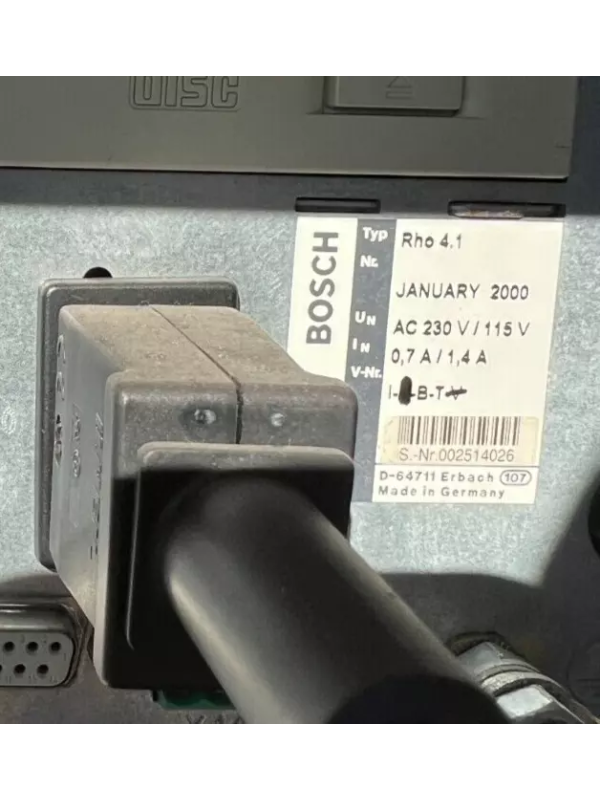 DISC
BOSCH
Typ Rho 4.1
Nr.
JANUARY 2000
UN AC 230 V / 115 V
IN 0,7 A / 1,4 A
V-Nr. I- -B-T-V
S.-Nr.002514026
D-64711 Erbach 107
Made in Germany